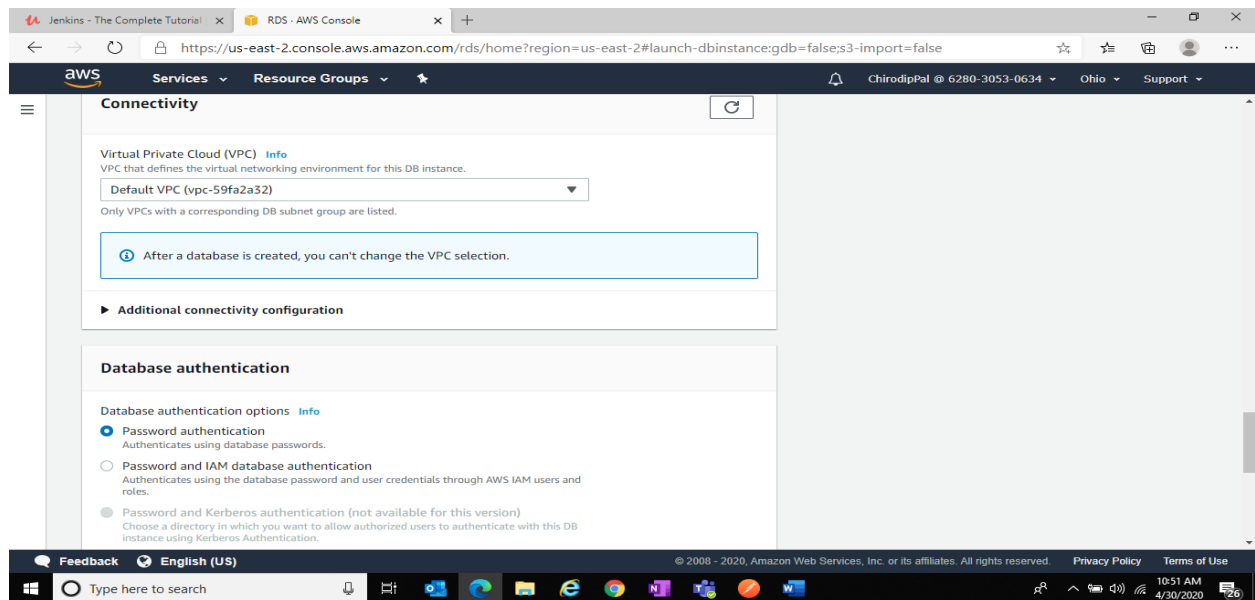 Jenkins - The Complete Tutorial
RDS - AWS Console
https://us-east-2.console.aws.amazon.com/rds/home?region=us-east-2#launch-dbinstance:gdb=false;s3-import=false
aws
Services
Resource Groups
ChirodipPal @ 6280-3053-0634
Ohio
Support
Connectivity
Virtual Private Cloud (VPC) Info
VPC that defines the virtual networking environment for this DB instance.
Default VPC (vpc-59fa2a32)
Only VPCs with a corresponding DB subnet group are listed.
After a database is created, you can't change the VPC selection.
Additional connectivity configuration
Database authentication
Database authentication options Info
Password authentication
Authenticates using database passwords.
Password and IAM database authentication
Authenticates using the database password and user credentials through AWS IAM users and
roles.
Password and Kerberos authentication (not available for this version)
Choose a directory in which you want to allow authorized users to authenticate with this DB
instance using Kerberos Authentication.
Feedback
English (US)
© 2008 - 2020, Amazon Web Services, Inc. or its affiliates. All rights reserved.
Privacy Policy
Terms of Use
Type here to search
10:51 AM
4/30/2020
26